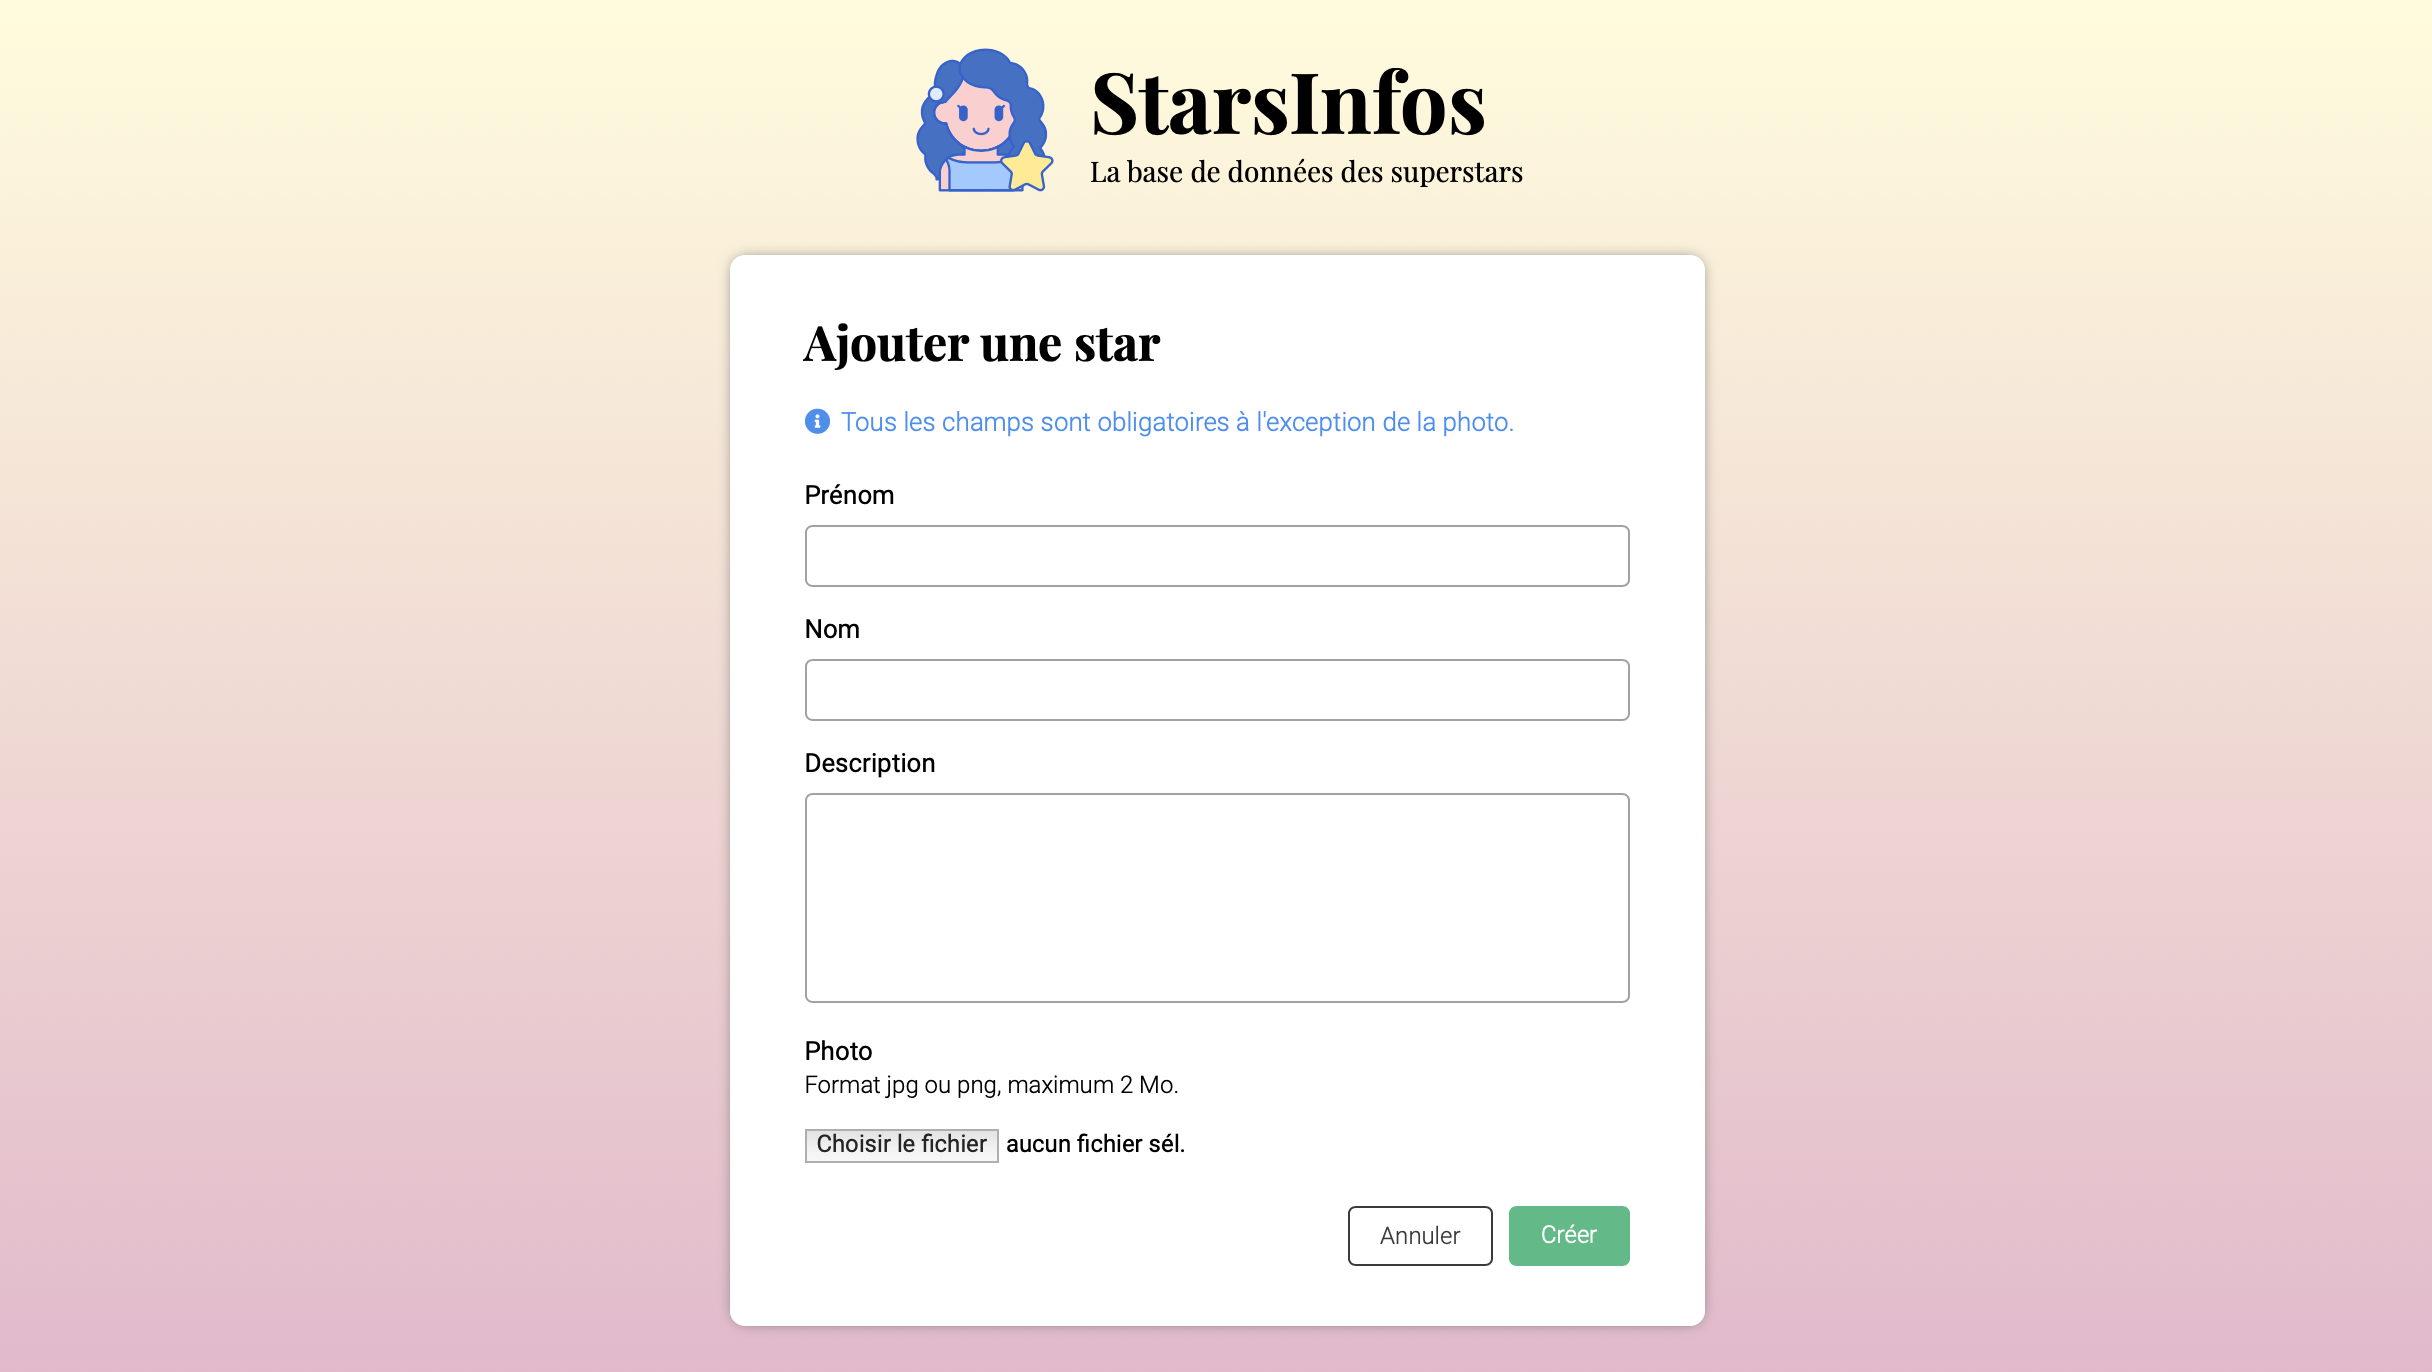 StarsInfos
La base de données des superstars
Ajouter une star
Tous les champs sont obligatoires à l'exception de la photo.
Prénom
Nom
Description
Photo
Format jpg ou png, maximum 2 Mo.
Choisir le fichier aucun fichier sél.
Annuler Créer